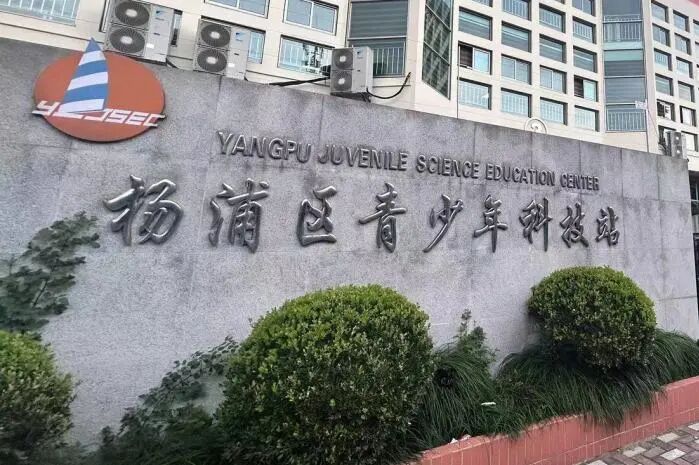 YPJSEC
YANGPU JUVENILE SCIENCE EDUCATION CENTER
杨浦区青少年科技站